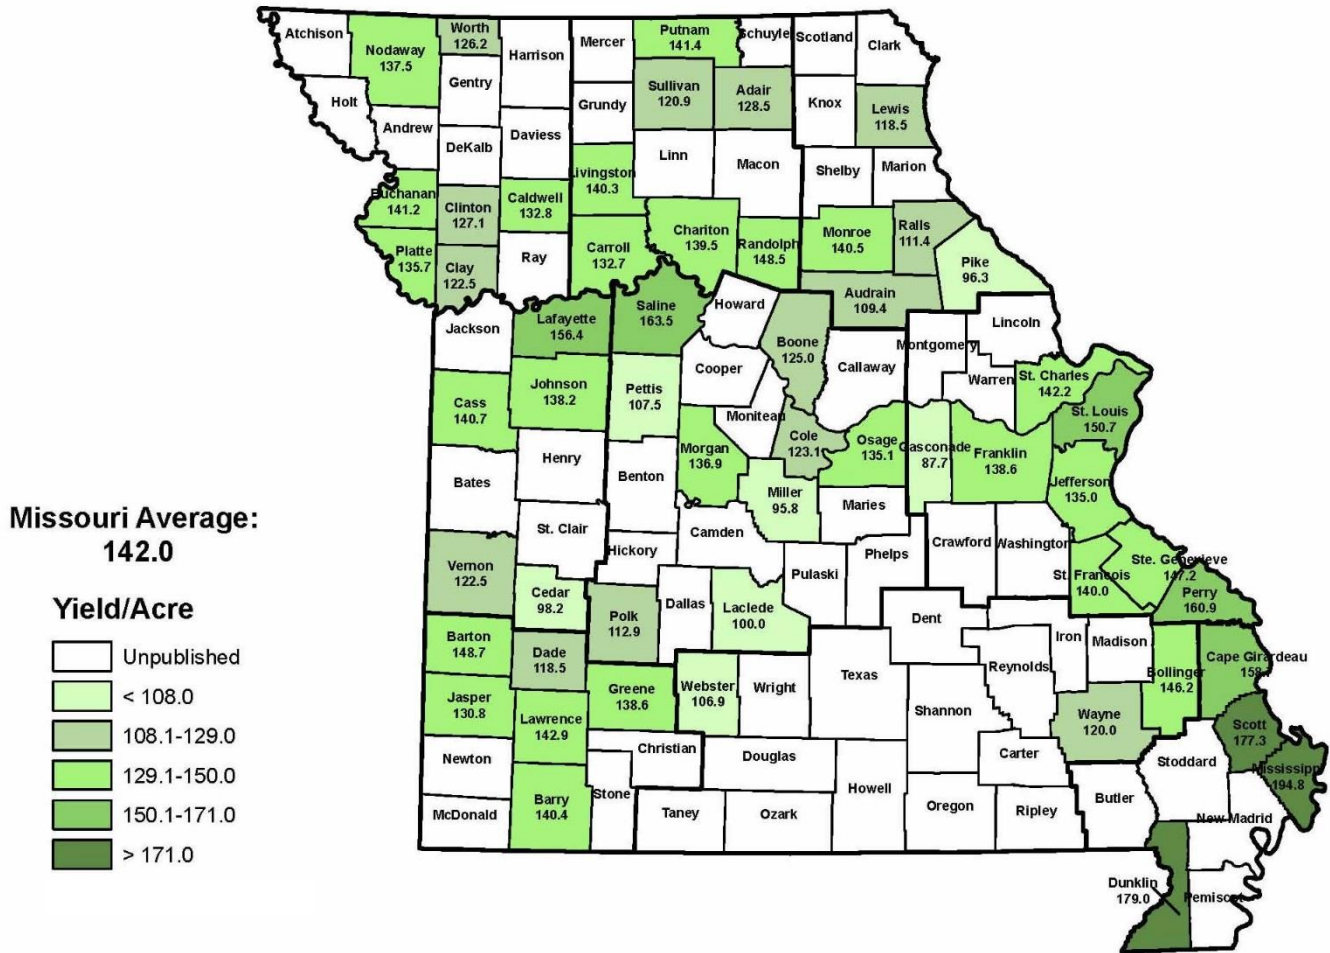 Atchison
Nodaway
137.5
Worth
126.2
Harrison
Mercer
Putnam
141.4
Schuyle
Scotland
Clark
Holt
Gentry
Grundy
Sullivan
120.9
Adair
128.5
Knox
Lewis
118.5
Andrew
DeKalb
Daviess
Livingston
140.3
Linn
Macon
Shelby
Marion
Buchanan
141.2
Clinton
127.1
Caldwell
132.8
Platte
135.7
Clay
122.5
Ray
Carroll
132.7
Chariton
139.5
Randolph
148.5
Monroe
140.5
Ralls
111.4
Pike
96.3
Audrain
109.4
Jackson
Lafayette
156.4
Saline
163.5
Howard
Boone
125.0
Callaway
Montgomery
Lincoln
Warren
St. Charles
142.2
St. Louis
150.7
Cass
140.7
Johnson
138.2
Pettis
107.5
Cooper
Moniteau
Morgan
136.9
Cole
123.1
Osage
135.1
Gasconade
87.7
Franklin
138.6
Jefferson
135.0
Bates
Henry
Benton
Miller
95.8
Maries
Missouri Average:
142.0
St. Clair
Hickory
Camden
Pulaski
Phelps
Crawford
Washington
St. Francois
140.0
Ste. Genevieve
147.2
Perry
160.9
Vernon
122.5
Cedar
98.2
Polk
112.9
Dallas
Laclede
100.0
Dent
Iron
Madison
Yield/Acre
Unpublished
< 108.0
108.1-129.0
129.1-150.0
150.1-171.0
> 171.0
Barton
148.7
Dade
118.5
Greene
138.6
Webster
106.9
Wright
Texas
Reynolds
Bollinger
146.2
Cape Girardeau
Jasper
130.8
Lawrence
142.9
Shannon
Wayne
120.0
Scott
177.3
Mississippi
194.8
Newton
Christian
Douglas
Carter
Stoddard
McDonald
Barry
140.4
Stone
Taney
Ozark
Howell
Oregon
Ripley
Butler
New Madrid
Dunklin
179.0
Pemiscot